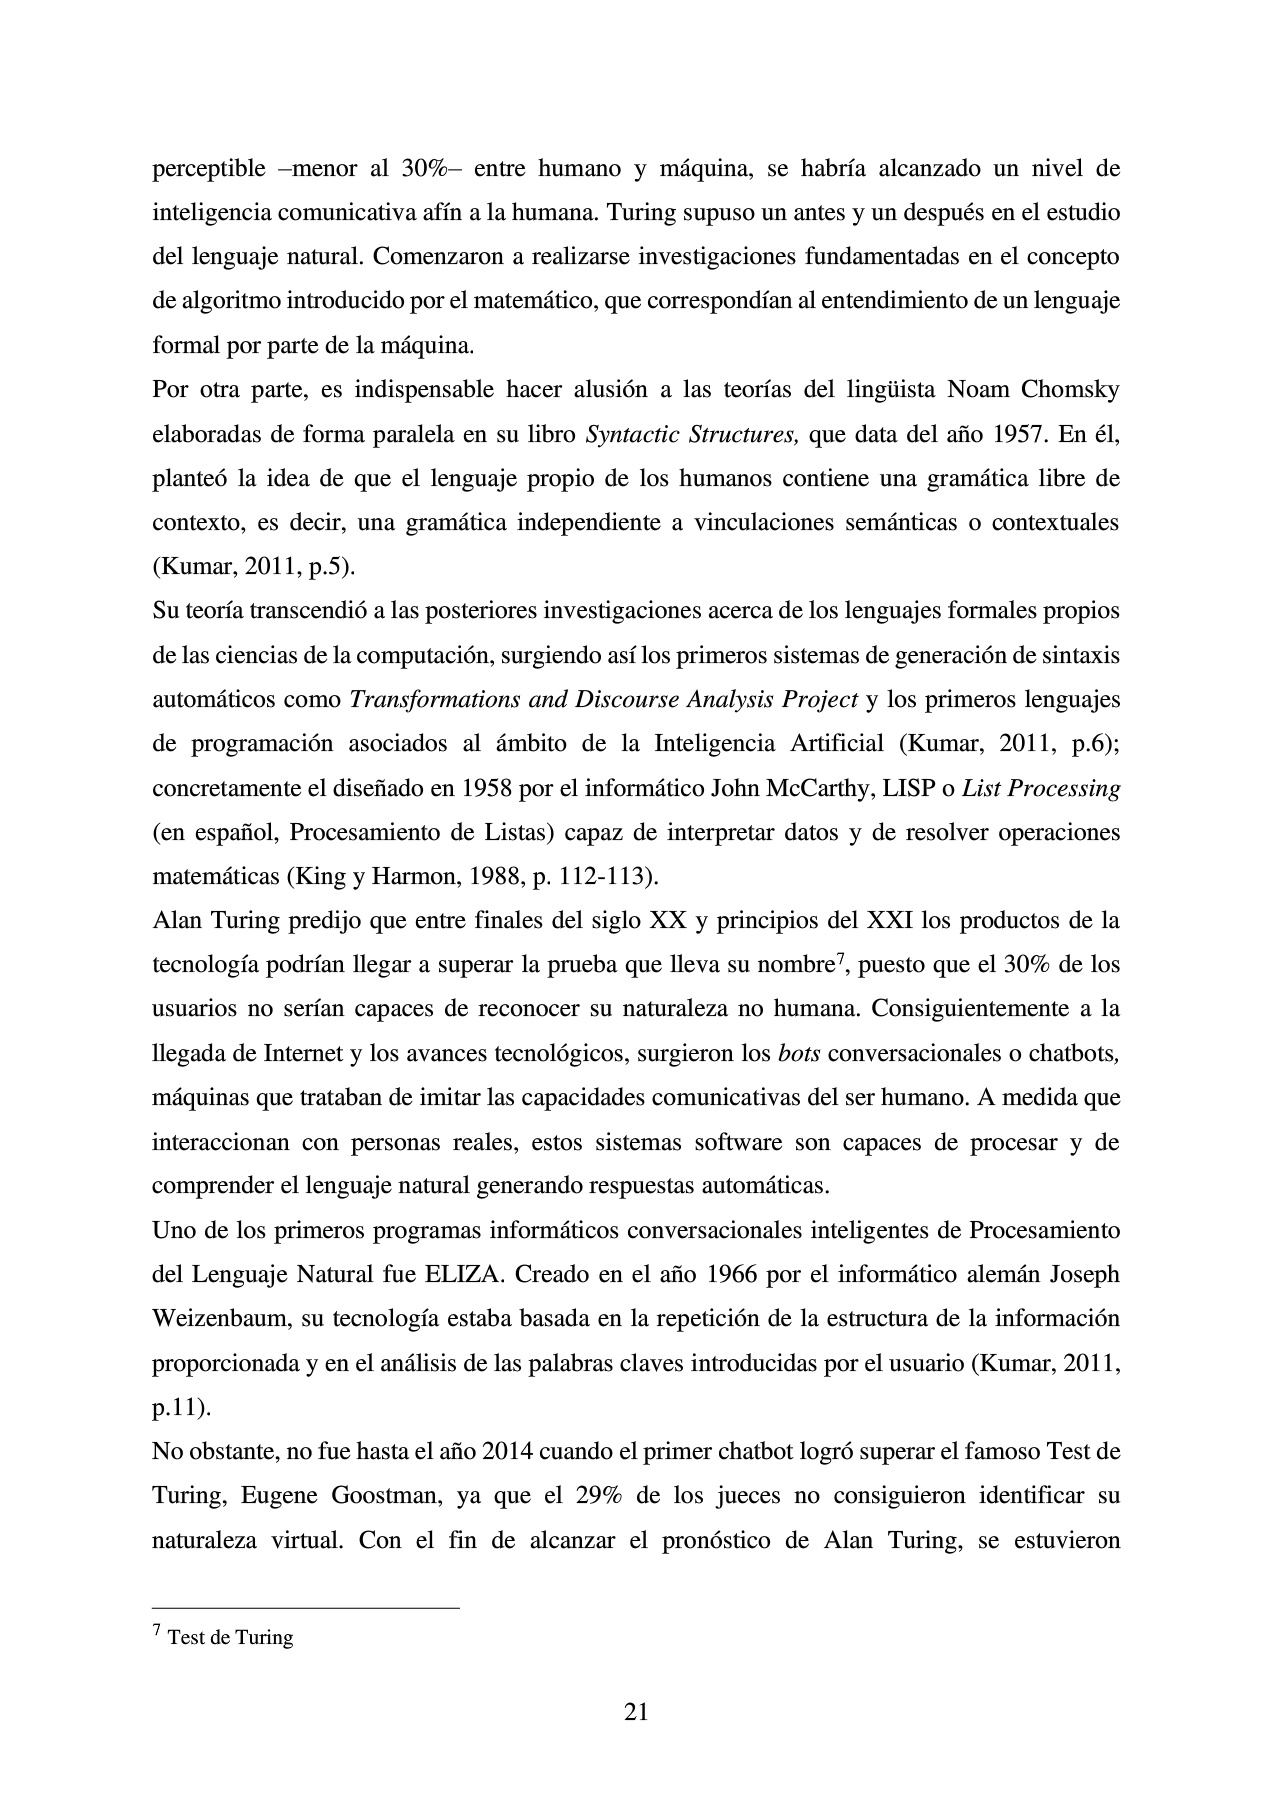 perceptible –menor al 30%– entre humano y máquina, se habría alcanzado un nivel de
inteligencia comunicativa afín a la humana. Turing supuso un antes y un después en el estudio
del lenguaje natural. Comenzaron a realizarse investigaciones fundamentadas en el concepto
de algoritmo introducido por el matemático, que correspondían al entendimiento de un lenguaje
formal por parte de la máquina.
Por otra parte, es indispensable hacer alusión a las teorías del lingüista Noam Chomsky
elaboradas de forma paralela en su libro Syntactic Structures, que data del año 1957. En él,
planteó la idea de que el lenguaje propio de los humanos contiene una gramática libre de
contexto, es decir, una gramática independiente a vinculaciones semánticas o contextuales
(Kumar, 2011, p.5).
Su teoría transcendió a las posteriores investigaciones acerca de los lenguajes formales propios
de las ciencias de la computación, surgiendo así los primeros sistemas de generación de sintaxis
automáticos como Transformations and Discourse Analysis Project y los primeros lenguajes
de programación asociados al ámbito de la Inteligencia Artificial (Kumar, 2011, p.6);
concretamente el diseñado en 1958 por el informático John McCarthy, LISP o List Processing
(en español, Procesamiento de Listas) capaz de interpretar datos y de resolver operaciones
matemáticas (King y Harmon, 1988, p. 112-113).
Alan Turing predijo que entre finales del siglo XX y principios del XXI los productos de la
tecnología podrían llegar a superar la prueba que lleva su nombre⁷, puesto que el 30% de los
usuarios no serían capaces de reconocer su naturaleza no humana. Consiguientemente a la
llegada de Internet y los avances tecnológicos, surgieron los bots conversacionales o chatbots,
máquinas que trataban de imitar las capacidades comunicativas del ser humano. A medida que
interaccionan con personas reales, estos sistemas software son capaces de procesar y de
comprender el lenguaje natural generando respuestas automáticas.
Uno de los primeros programas informáticos conversacionales inteligentes de Procesamiento
del Lenguaje Natural fue ELIZA. Creado en el año 1966 por el informático alemán Joseph
Weizenbaum, su tecnología estaba basada en la repetición de la estructura de la información
proporcionada y en el análisis de las palabras claves introducidas por el usuario (Kumar, 2011,
p.11).
No obstante, no fue hasta el año 2014 cuando el primer chatbot logró superar el famoso Test de
Turing, Eugene Goostman, ya que el 29% de los jueces no consiguieron identificar su
naturaleza virtual. Con el fin de alcanzar el pronóstico de Alan Turing, se estuvieron
⁷ Test de Turing
21